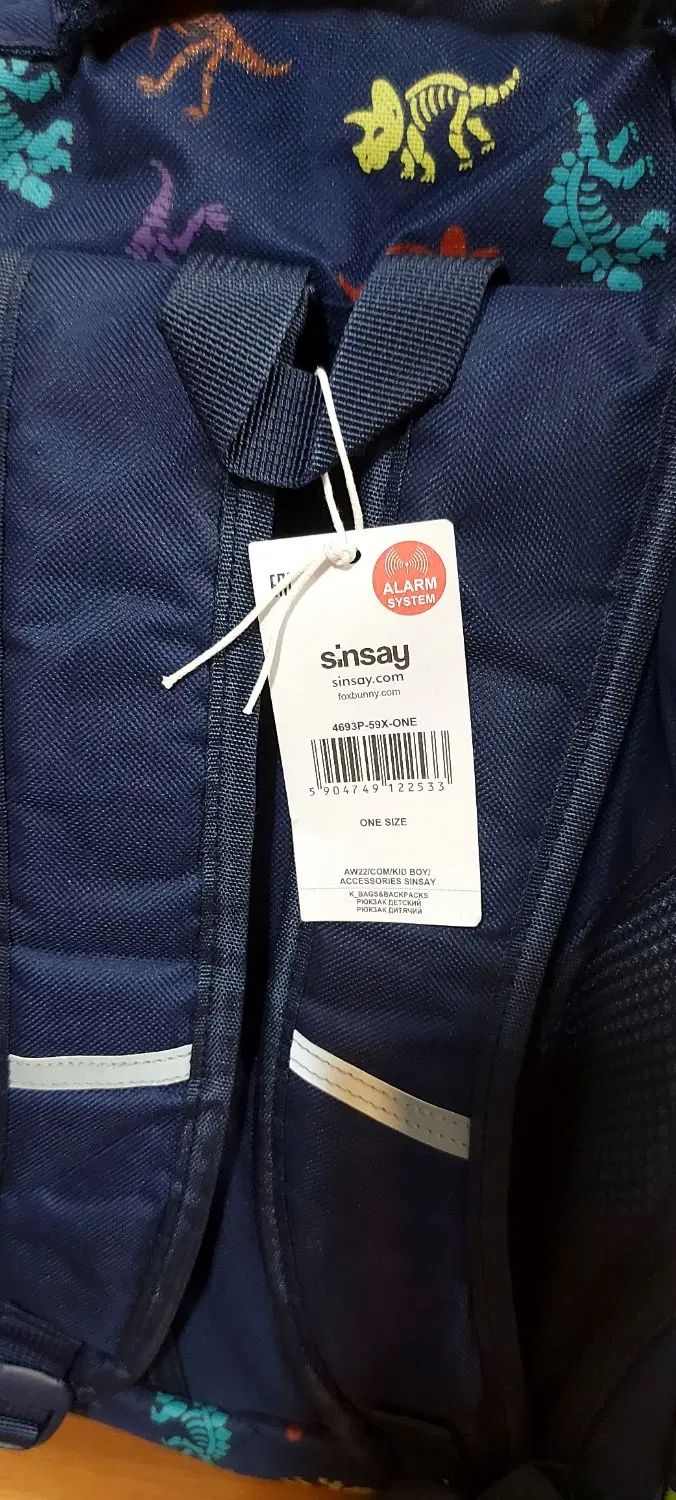 ALARM
SYSTEM
sinsay
sinsay.com
foxbunny.com
4693P-59X-ONE
5 904749 122533
ONE SIZE
AW22/COM/KID BOY/
ACCESSORIES SINSAY
K_BAGS&BACKPACKS
РЮКЗАК ДЕТСКИЙ
РЮКЗАК ДИТЯЧИЙ